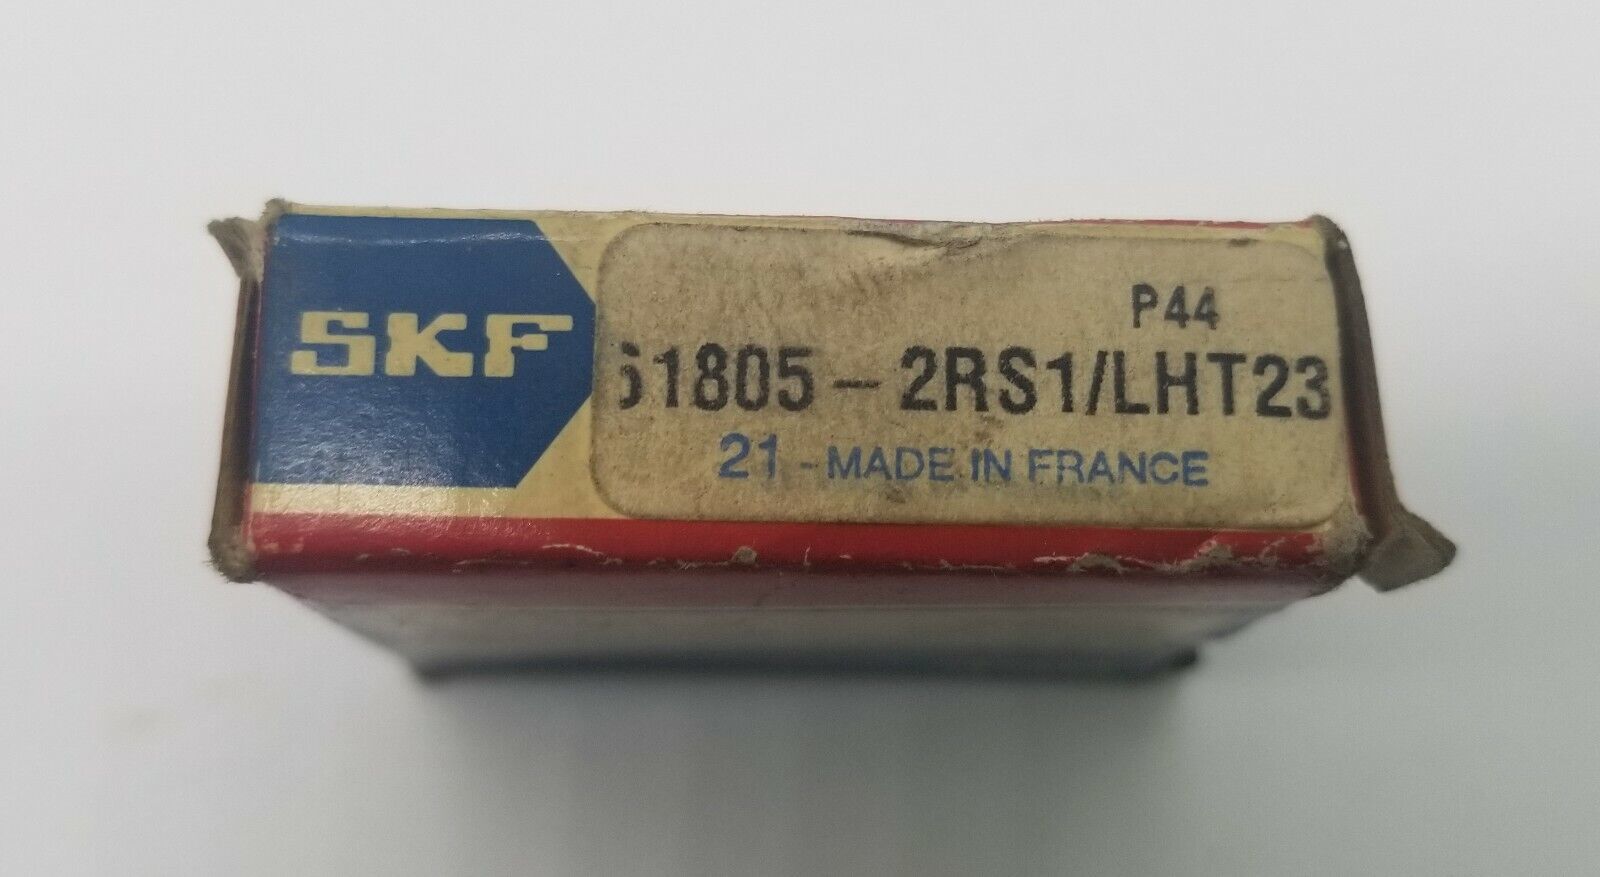 SKF
P44
61805-2RS1/LHT23
21 - MADE IN FRANCE